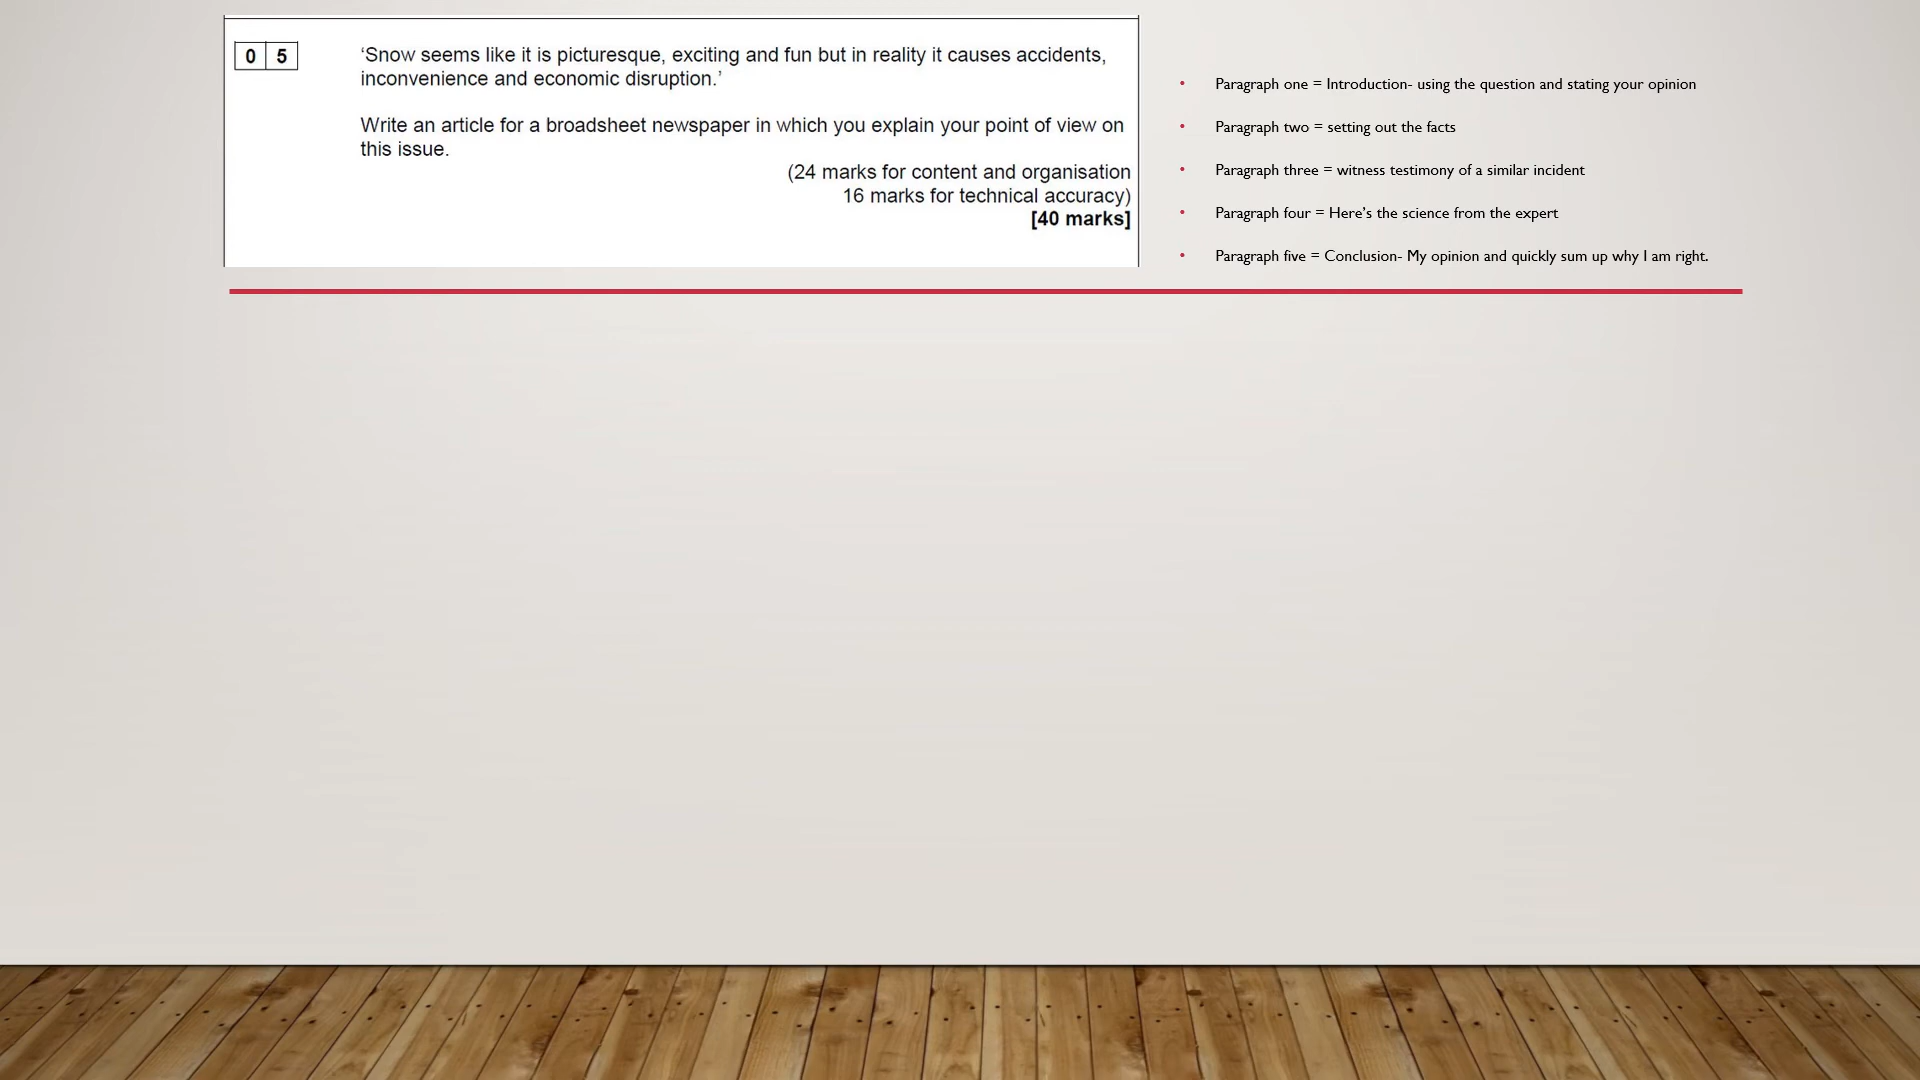 0 5
‘Snow seems like it is picturesque, exciting and fun but in reality it causes accidents,
inconvenience and economic disruption.’
Write an article for a broadsheet newspaper in which you explain your point of view on
this issue.
(24 marks for content and organisation
16 marks for technical accuracy)
[40 marks]
• Paragraph one = Introduction- using the question and stating your opinion
• Paragraph two = setting out the facts
• Paragraph three = witness testimony of a similar incident
• Paragraph four = Here’s the science from the expert
• Paragraph five = Conclusion- My opinion and quickly sum up why I am right.